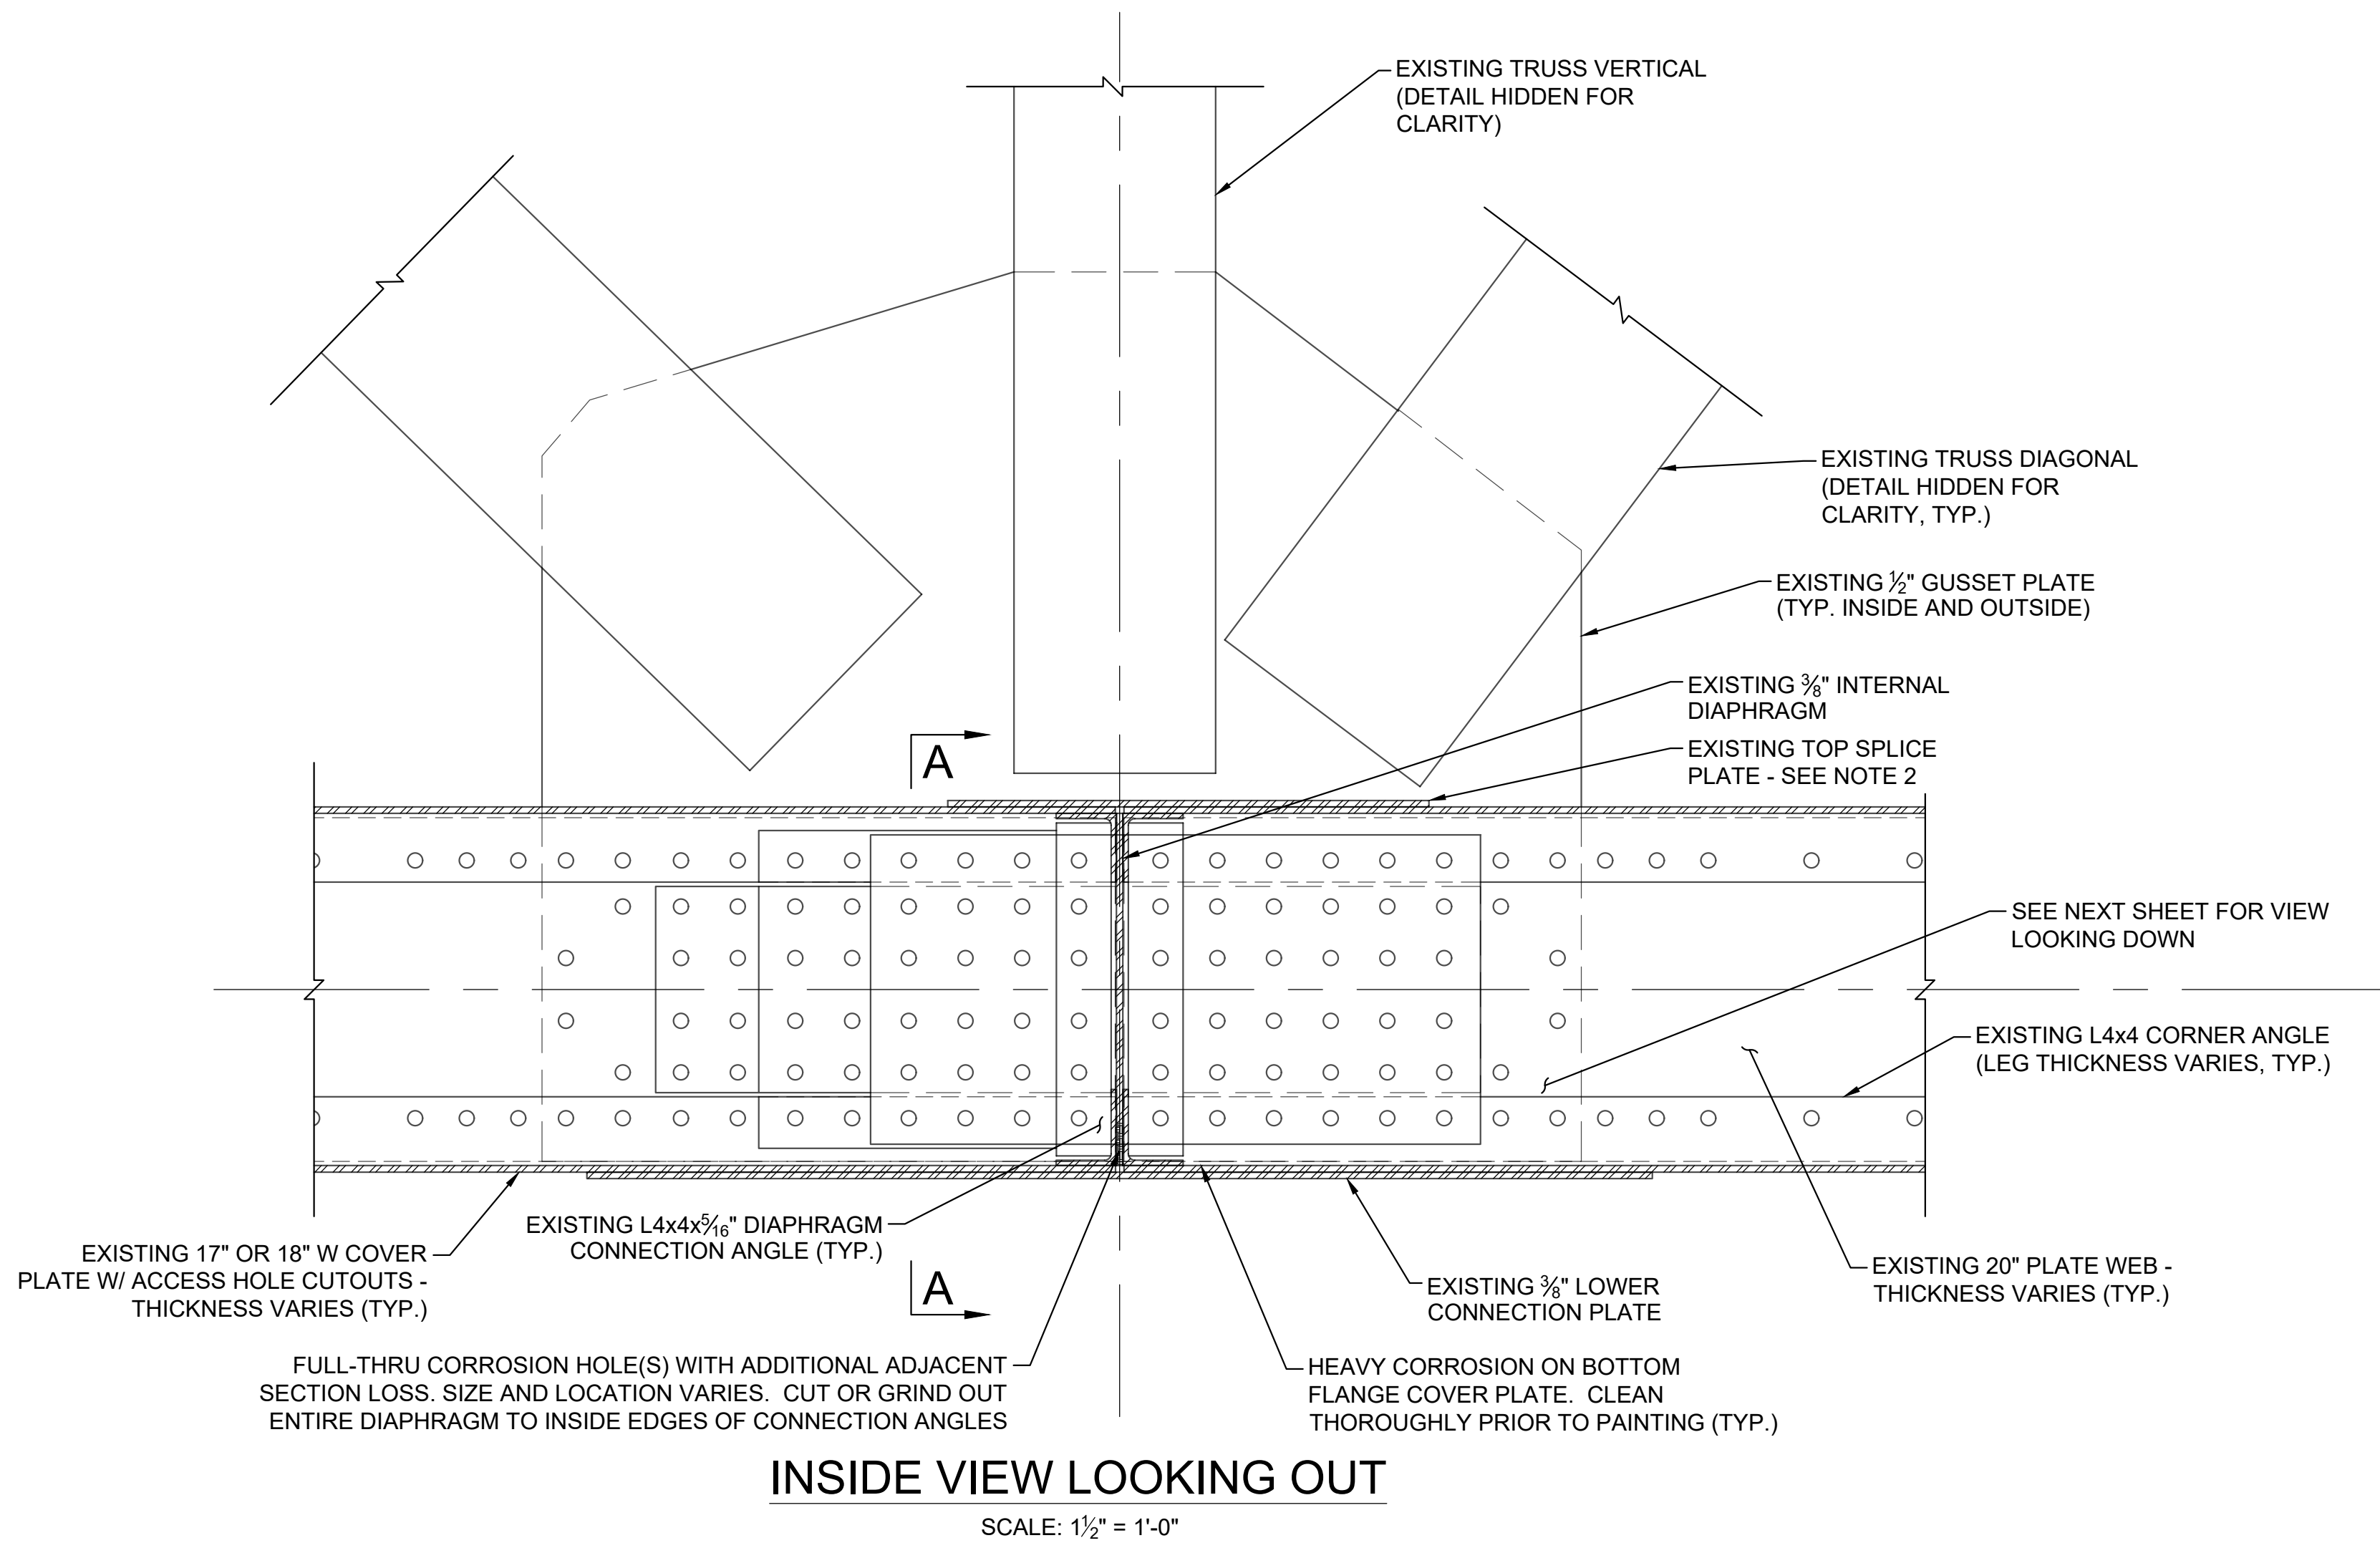 EXISTING TRUSS VERTICAL
(DETAIL HIDDEN FOR
CLARITY)
EXISTING TRUSS DIAGONAL
(DETAIL HIDDEN FOR
CLARITY, TYP.)
EXISTING ½" GUSSET PLATE
(TYP. INSIDE AND OUTSIDE)
EXISTING ⅜" INTERNAL
DIAPHRAGM
EXISTING TOP SPLICE
PLATE - SEE NOTE 2
A
SEE NEXT SHEET FOR VIEW
LOOKING DOWN
EXISTING L4x4 CORNER ANGLE
(LEG THICKNESS VARIES, TYP.)
EXISTING L4x4x5⁄16" DIAPHRAGM
CONNECTION ANGLE (TYP.)
EXISTING 17" OR 18" W COVER
PLATE W/ ACCESS HOLE CUTOUTS -
THICKNESS VARIES (TYP.)
A
EXISTING ⅜" LOWER
CONNECTION PLATE
EXISTING 20" PLATE WEB -
THICKNESS VARIES (TYP.)
FULL-THRU CORROSION HOLE(S) WITH ADDITIONAL ADJACENT
SECTION LOSS. SIZE AND LOCATION VARIES. CUT OR GRIND OUT
ENTIRE DIAPHRAGM TO INSIDE EDGES OF CONNECTION ANGLES
HEAVY CORROSION ON BOTTOM
FLANGE COVER PLATE. CLEAN
THOROUGHLY PRIOR TO PAINTING (TYP.)
INSIDE VIEW LOOKING OUT
SCALE: 1½" = 1'-0"